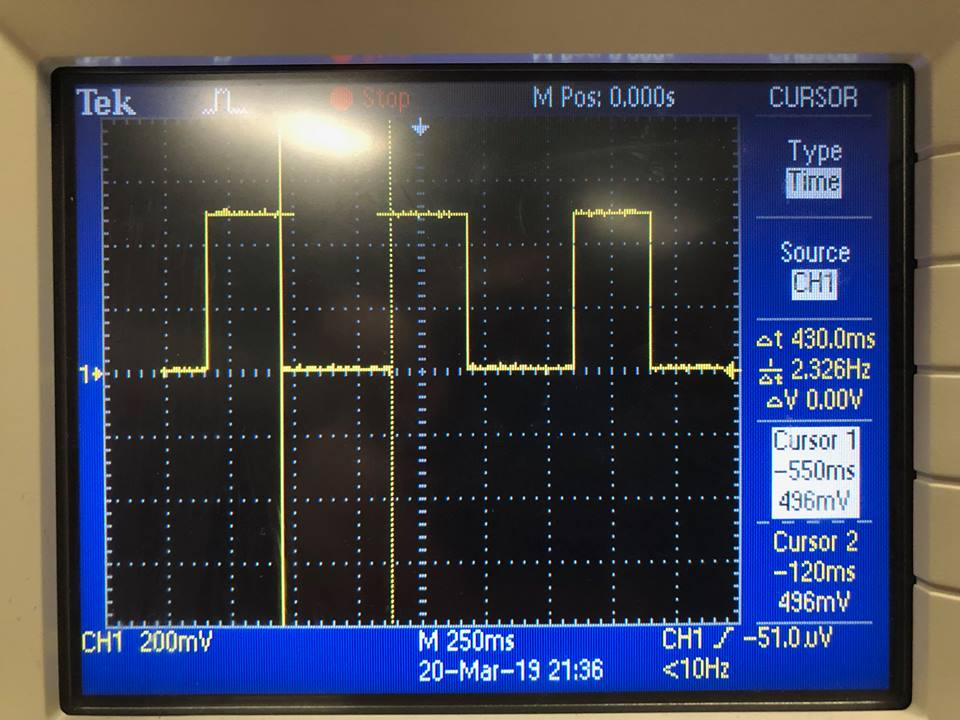 Tek Stop M Pos: 0.000s CURSOR
Type
Time
Source
CH1
Δt 430.0ms
1/Δt 2.326Hz
ΔV 0.00V
Cursor 1
-550ms
496mV
Cursor 2
-120ms
496mV
1
CH1 200mV M 250ms CH1 -51.0uV
20-Mar-19 21:36 <10Hz